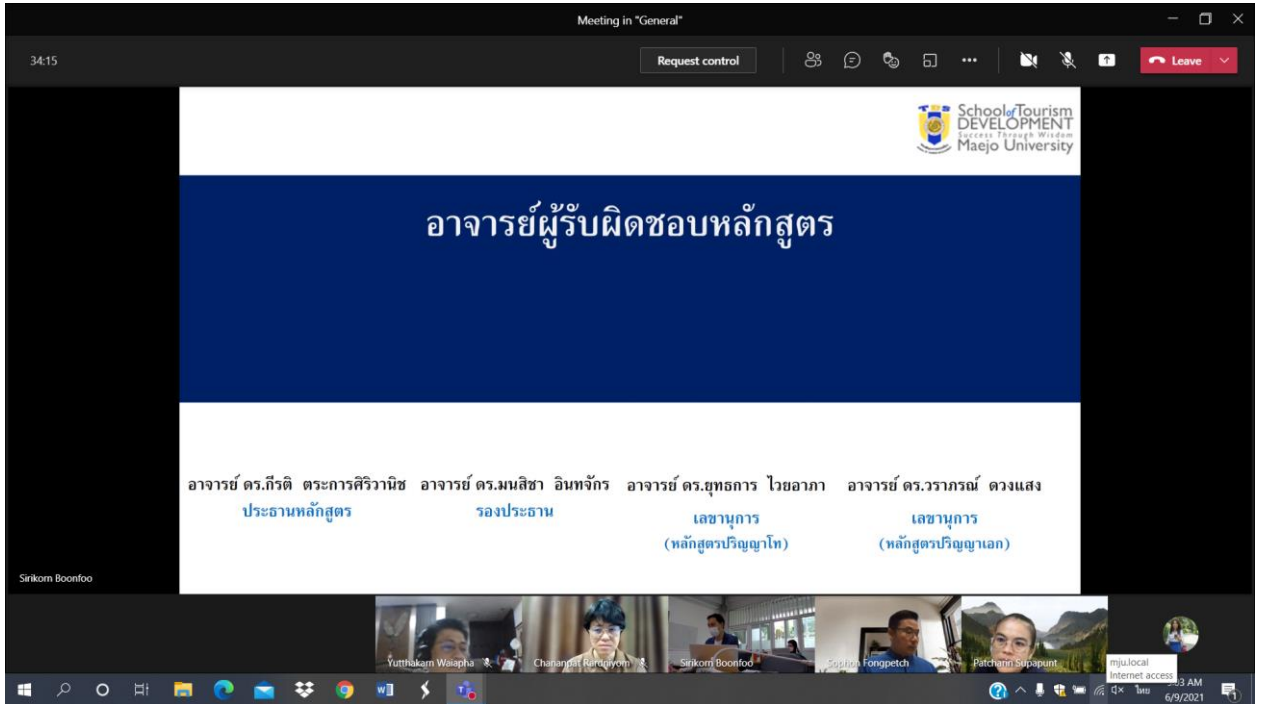 Meeting in "General"
34:15
Request control
Leave
School of Tourism
DEVELOPMENT
Success Through Wisdom
Maejo University
อาจารย์ผู้รับผิดชอบหลักสูตร
อาจารย์ ดร.กีรติ ตระการศิริวานิช
ประธานหลักสูตร
อาจารย์ ดร.มนสิชา อินทจักร
รองประธาน
อาจารย์ ดร.ยุทธการ ไวยอาภา
เลขานุการ
(หลักสูตรปริญญาโท)
อาจารย์ ดร.วราภรณ์ ดวงแสง
เลขานุการ
(หลักสูตรปริญญาเอก)
Sirikorn Boonfoo
Yutthakarn Waiapha
Chananpat
Sirikorn Boonfoo
Sophon Fongpetch
Patcharin Supapunt
mju.local
Internet access
ไทย
6/9/2021